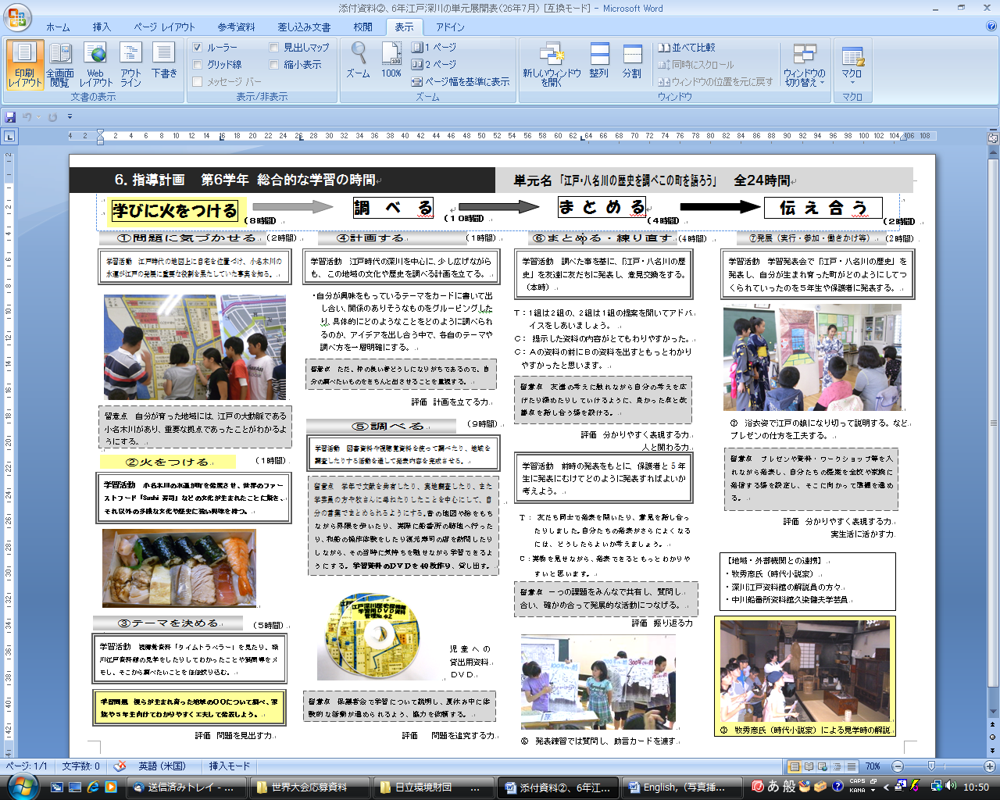 添付資料②、6年江戸深川の単元展開表(26年7月) [互換モード] - Microsoft Word
ホーム 挿入 ページ レイアウト 参考資料 差し込み文書 校閲 表示 アドイン
印刷レイアウト 全画面閲覧 Webレイアウト アウトライン 下書き
文書の表示
ルーラー 見出しマップ
グリッド線 縮小表示
メッセージ バー
表示/非表示
ズーム 100% 1 ページ
2 ページ
ページ幅を基準に表示
ズーム
新しいウィンドウを開く 整列 分割
並べて比較
同時にスクロール
ウィンドウの位置を元に戻す
ウィンドウの切り替え
ウィンドウ
マクロ
マクロ
6. 指導計画 第6学年 総合的な学習の時間
単元名「江戸・八名川の歴史を調べこの町を語ろう」 全24時間
学びに火をつける (8時間)
調べる (10時間)
まとめる (4時間)
伝え合う (2時間)
①問題に気づかせる (2時間)
学習活動 江戸時代の地図上に自宅を位置づけ、小名木川の
水運が江戸の発展に重要な役割を果たしていた事実を知る。
留意点 自分が育った地域には、江戸の大動脈である
小名木川があり、重要な拠点であったことがわかるよ
うにする。
②火をつける (1時間)
学習活動 小名木川の水運が町を発展させ、世界のファー
ストフード「Sushi 寿司」などの文化が生まれたことに驚き、
それ以外の多様な文化や歴史に強い興味を持つ。
③テーマを決める (5時間)
学習活動 視聴覚資料「タイムトラベラー」を見たり、深
川江戸資料館の見学をしたりしてわかったことや疑問等をメ
モし、そこから調べたいことをほぼ絞り込む。
学習問題 僕らが生まれ育った地域の○○について調べ、家
族や5年生向けてわかりやすく工夫して発表しよう。
評価 問題を見出す力
④計画する (1時間)
学習活動 江戸時代の深川を中心に、少し広げながら
も、この地域の文化や歴史を調べる計画を立てる。
・自分が興味をもっているテーマをカードに書いて出
し合い、関係のありそうなものをグルーピングした
り、具体的にどのようなことをどのように調べられ
るのか、アイデアを出し合う中で、各自のテーマや
調べ方を一層明確にする。
留意点 ただ、仲の良い者どうしになりがちであるので、自
分の調べたいものをきちんと出させることを重視する。
評価 計画を立てる力
⑤調べる (9時間)
学習活動 図書資料や視聴覚資料を使って調べたり、地域を
調査したりする活動を通して発表内容を完成させる。
留意点 学年で文献を共有したり、実地調査したり、また
学芸員の方や牧さんに尋ねたりしたことを中心にして、自
分の言葉でまとめられるようにする。昔の地図や絵をもち
ながら界隈を歩いたり、実際に船番所の跡地へ行った
り、和船の操作体験をしたり復元寿司の店を訪問したり
しながら、その当時に気持ちを馳せながら学習できるよ
うにする。学習資料のDVDを40枚作り、貸し出す。
江戸深川歴史探検隊
学習用DVD資料
管理№42
児童への
貸出用資料
DVD
留意点 保護者会で学習について説明し、夏休み中に体
験的な活動が進められるよう、協力を依頼する。
評価 問題を追究する力
⑥まとめる・練り直す (4時間)
学習活動 調べた事を基に、「江戸・八名川の歴
史」を友達に友だちに発表し、意見交換をする。
(本時)
T:1組は2組の、2組は1組の提案を聞いてアドバ
イスをしあいましょう。
C: 提示した資料の内容がとてもわりやすかった。
C:Aの資料の前にBの資料を出すともっとわかり
やすかったと思います。
留意点 友達の考えに触れながら自分の考えを広
げたり深めたりしていけるように、良かった点と改
善点を話し合う場を設ける。
評価 分かりやすく表現する力
人と関わる力
学習活動 前時の発表をもとに、保護者と5年
生に発表にむけてどのように発表すればよいか
考えよう。
T: 友だち同士で発表を聞いたり、意見を話し合っ
たりしました。自分たちの発表がさらによくなる
には、どうしたらよいか考えましょう。
C:実物を見せながら、発表できるともっとわかりや
すいと思います。
留意点 一つの課題をみんなで共有し、質問し
合い、確かめ合って発展的な活動につなげる。
評価 振り返る力
⑥ 発表練習では質問し、助言カードを渡す
⑦発展(実行・参加・働きかけ等) (2時間)
学習活動 学習発表会で「江戸・八名川の歴史」を
発表し、自分が生まれ育った町がどのようにしてつ
くられていったのを5年生や保護者に発表する。
⑦ 浴衣姿で江戸の娘になり切って説明する。など
プレゼンの仕方を工夫する。
留意点 プレゼンや資料・ワークショップ等を入
れながら発表し、自分たちの提案を全校や家族に
発信する場を設定し、そこに向かって準備を進め
る。
評価 分かりやすく表現する力
実生活に活かす力
【地域・外部機関との連携】
・牧秀彦氏(時代小説家)
・深川江戸資料館の解説員の方々
・中川船番所資料館久染健夫学芸員
③ 牧秀彦氏(時代小説家)による見学時の解説
ページ: 1/1 文字数: 0 英語 (米国) 挿入モード 70%
送信済みトレイ - ... 世界大会応募資料 日立環境財団 添付資料②、6年江... English,(写真挿... あ 般 CAPS KANA 10:50